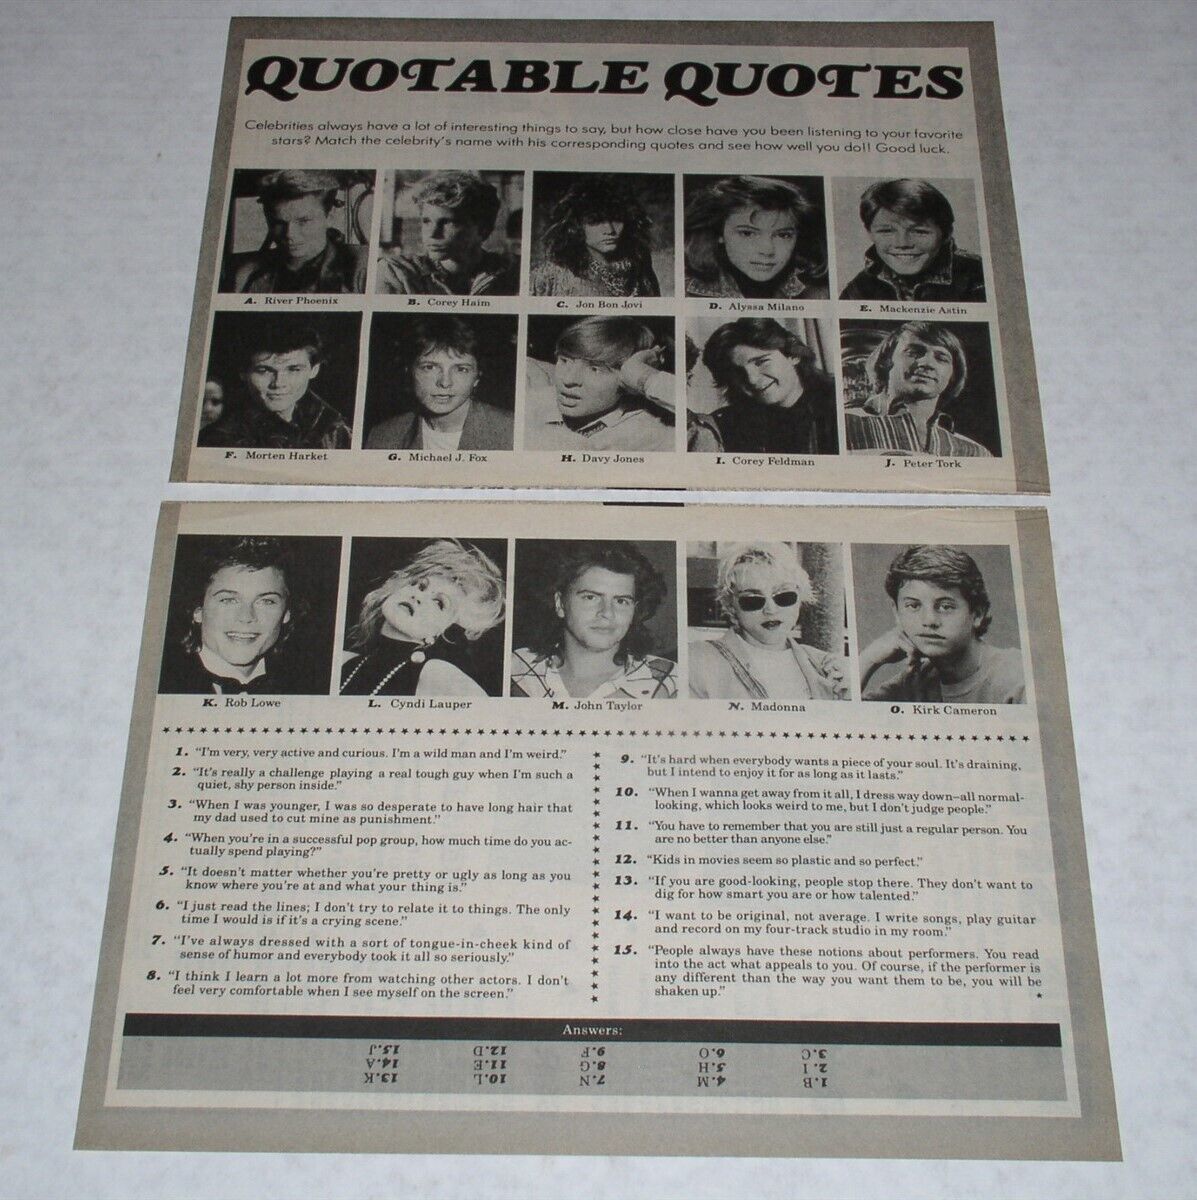 QUOTABLE QUOTES
Celebrities always have a lot of interesting things to say, but how close have you been listening to your favorite
stars? Match the celebrity's name with his corresponding quotes and see how well you do!! Good luck.
A. River Phoenix
B. Corey Haim
C. Jon Bon Jovi
D. Alyssa Milano
E. Mackenzie Astin
F. Morten Harket
G. Michael J. Fox
H. Davy Jones
I. Corey Feldman
J. Peter Tork
K. Rob Lowe
L. Cyndi Lauper
M. John Taylor
N. Madonna
O. Kirk Cameron
1. "I'm very, very active and curious. I'm a wild man and I'm weird."
2. "It's really a challenge playing a real tough guy when I'm such a
quiet, shy person inside."
3. "When I was younger, I was so desperate to have long hair that
my dad used to cut mine as punishment."
4. "When you're in a successful pop group, how much time do you ac-
tually spend playing?"
5. "It doesn't matter whether you're pretty or ugly as long as you
know where you're at and what your thing is."
6. "I just read the lines; I don't try to relate it to things. The only
time I would is if it's a crying scene."
7. "I've always dressed with a sort of tongue-in-cheek kind of
sense of humor and everybody took it all so seriously."
8. "I think I learn a lot more from watching other actors. I don't
feel very comfortable when I see myself on the screen."
9. "It's hard when everybody wants a piece of your soul. It's draining,
but I intend to enjoy it for as long as it lasts."
10. "When I wanna get away from it all, I dress way down—all normal-
looking, which looks weird to me, but I don't judge people."
11. "You have to remember that you are still just a regular person. You
are no better than anyone else."
12. "Kids in movies seem so plastic and so perfect."
13. "If you are good-looking, people stop there. They don't want to
dig for how smart you are or how talented."
14. "I want to be original, not average. I write songs, play guitar
and record on my four-track studio in my room."
15. "People always have these notions about performers. You read
into the act what appeals to you. Of course, if the performer is
any different than the way you want them to be, you will be
shaken up."
Answers:
1. B 4. M 7. N 10. L 13. K
2. I 5. H 8. G 11. E 14. A
3. C 6. O 9. F 12. D 15. J